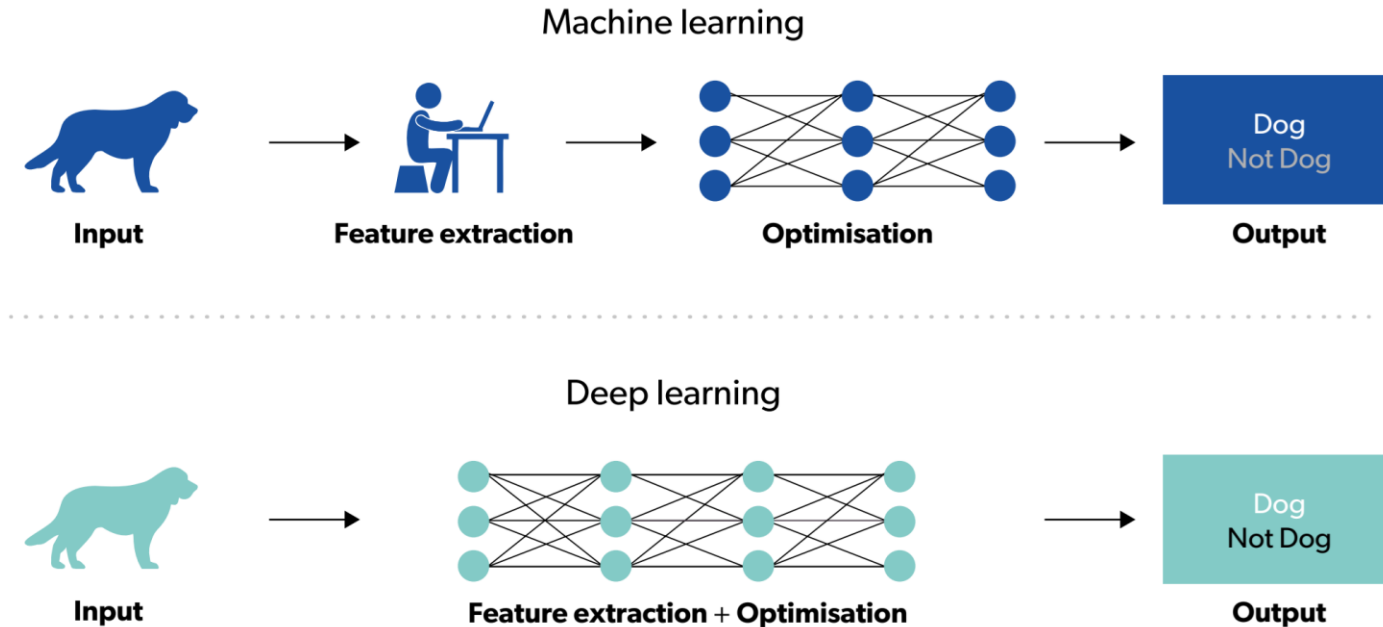 Machine learning
Dog
Not Dog
Input
Feature extraction
Optimisation
Output
Deep learning
Dog
Not Dog
Input
Feature extraction + Optimisation
Output